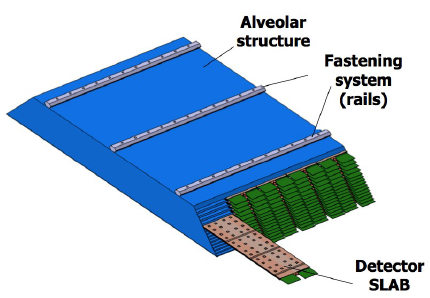 Alveolar
structure
Fastening
system
(rails)
Detector
SLAB